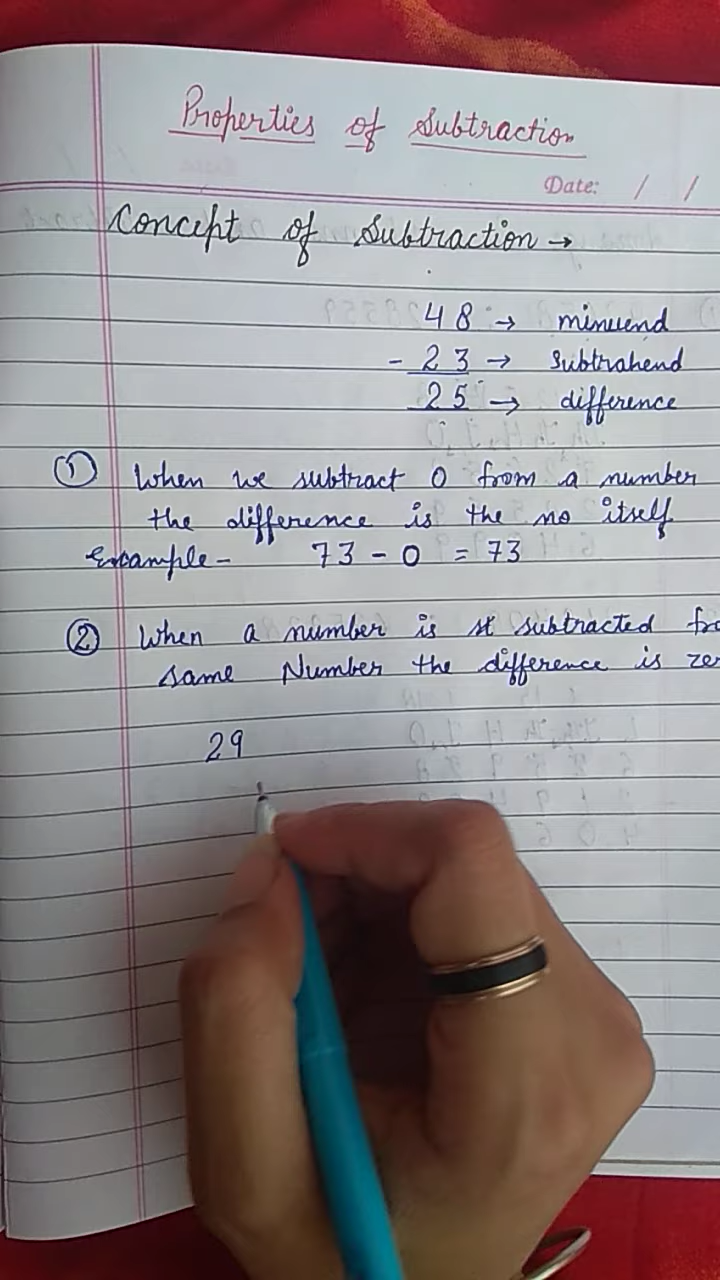 Properties of Subtraction
Date: / /
Concept of Subtraction →
48 → minuend
- 23 → Subtrahend
25 → difference
① When we subtract 0 from a number
the difference is the no itself
Example - 73 - 0 = 73
② When a number is st subtracted fro
same Number the difference is zer
29